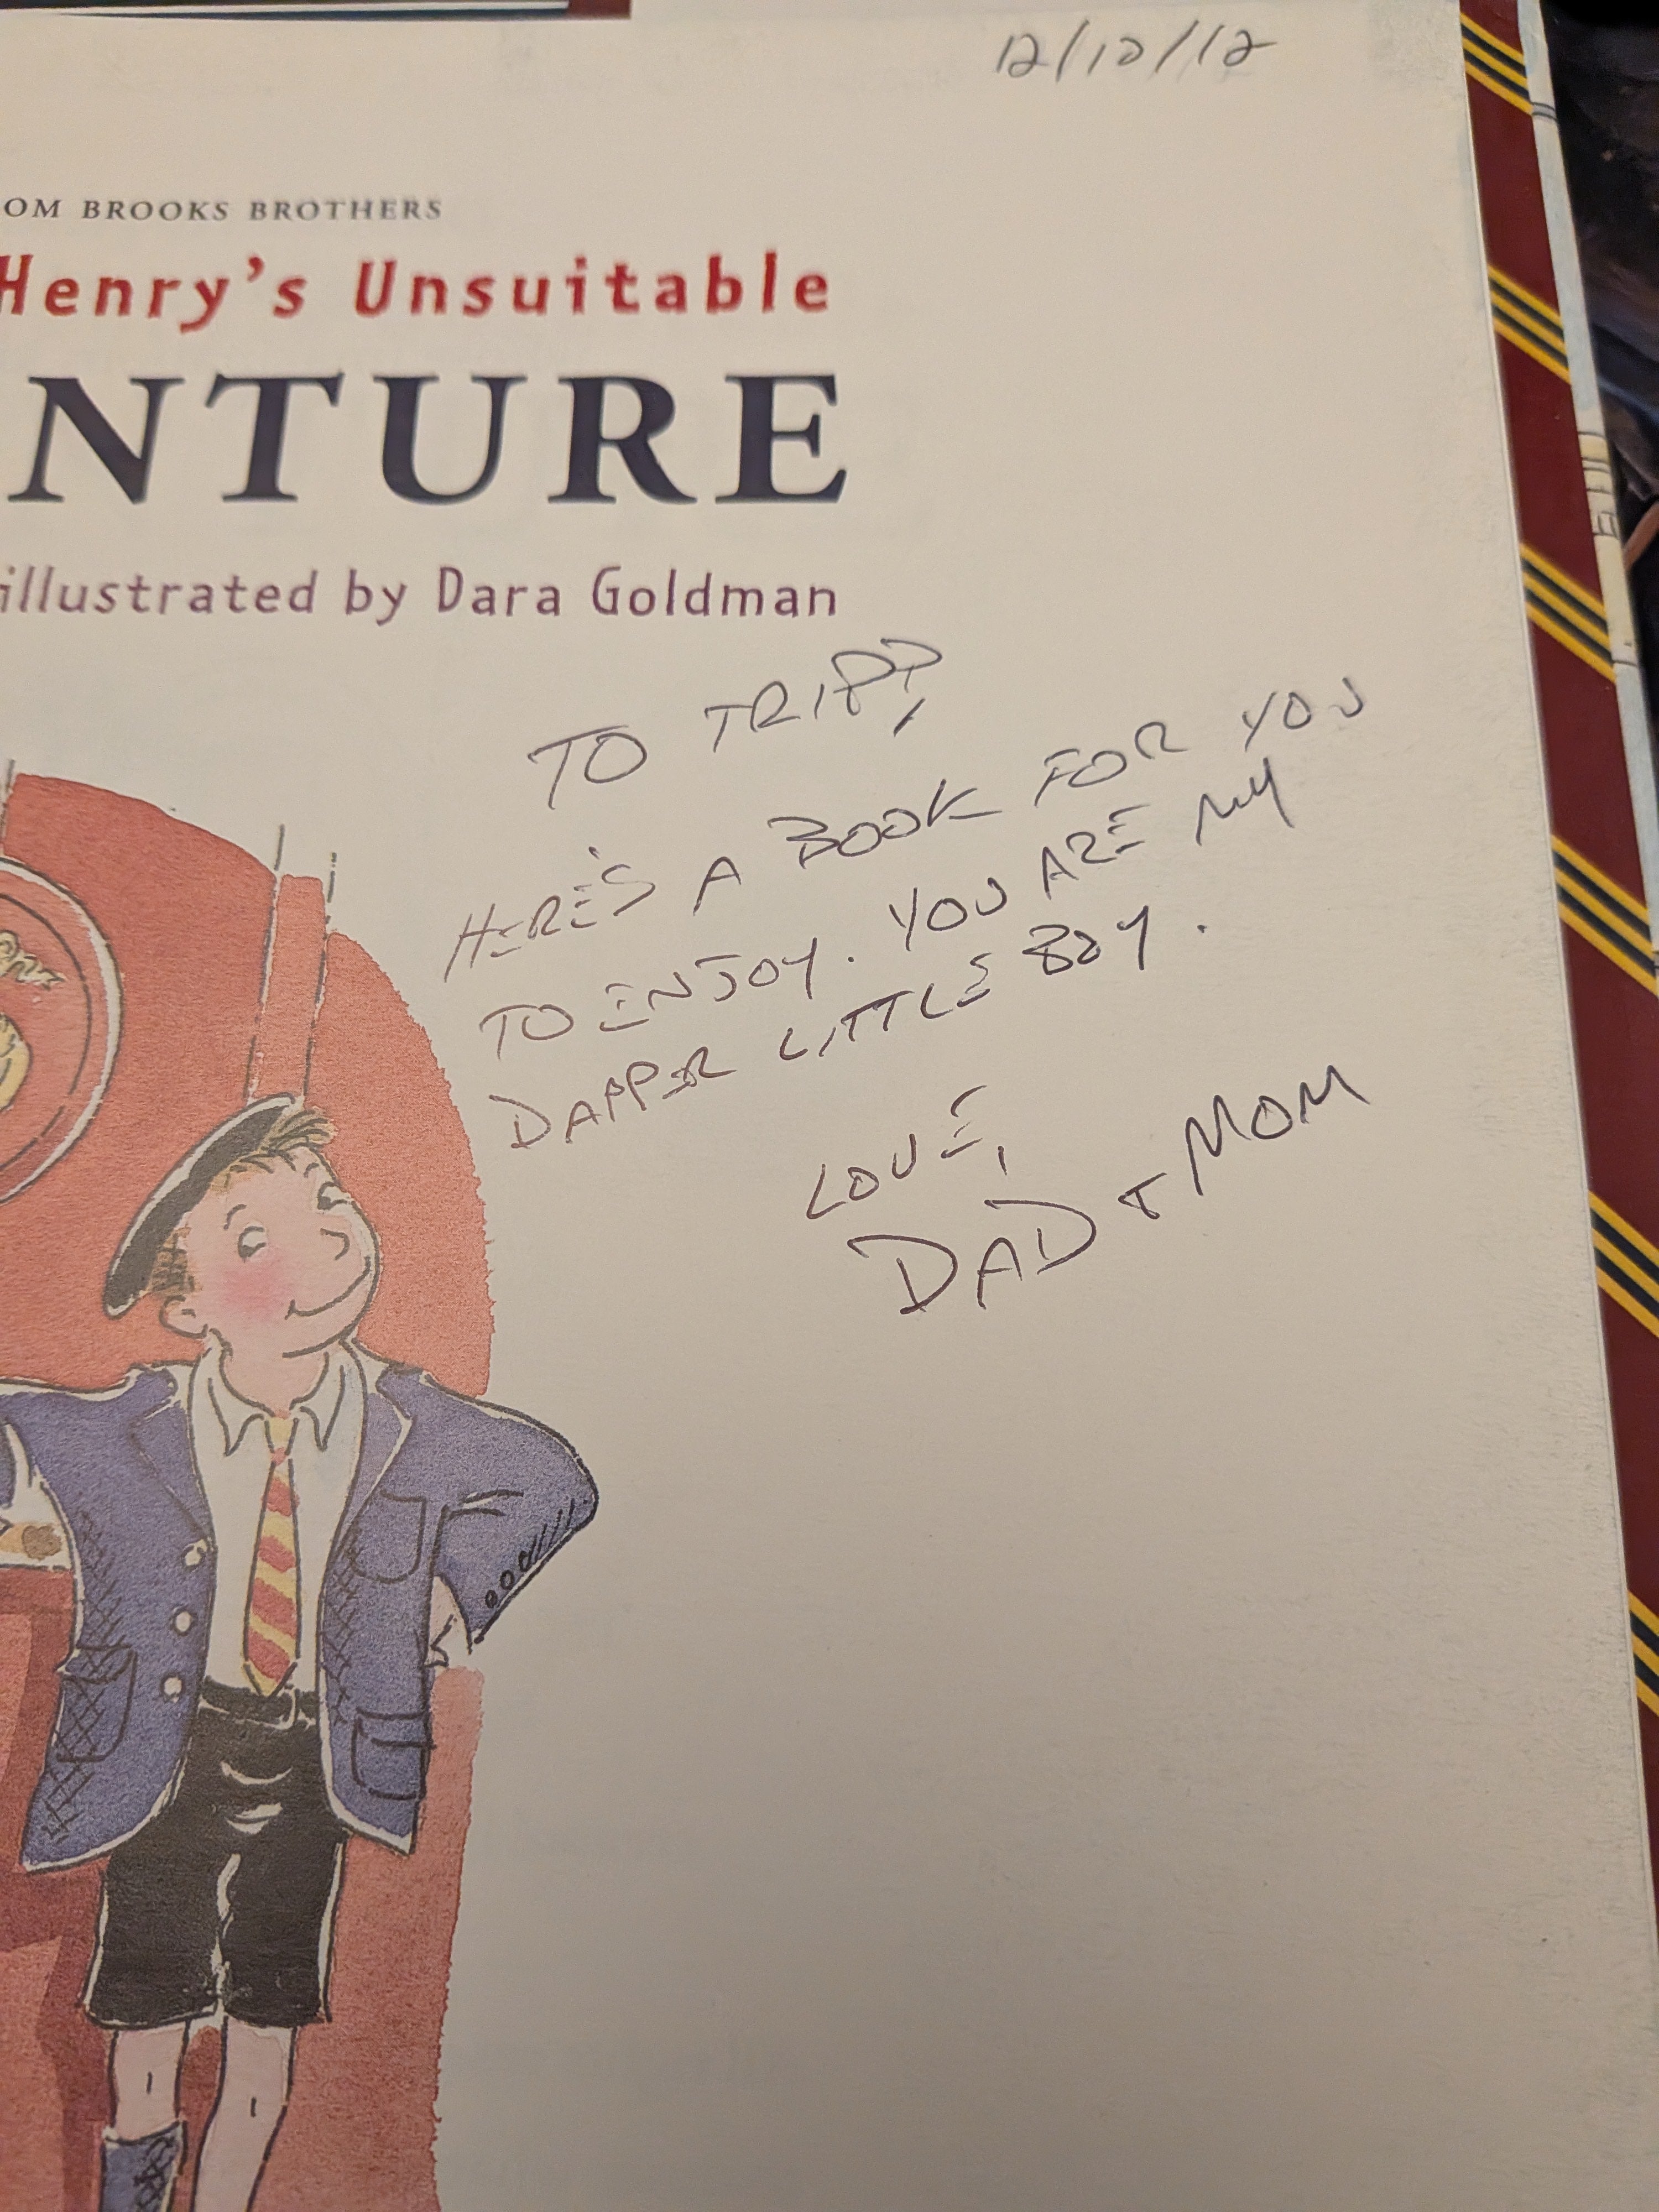 12/12/12
OM BROOKS BROTHERS
Henry's Unsuitable
NTURE
illustrated by Dara Goldman
TO TRIPP,
HERE'S A BOOK FOR YOU
TO ENJOY. YOU ARE MY
DAPPER LITTLE BOY.
LOVE,
DAD + MOM